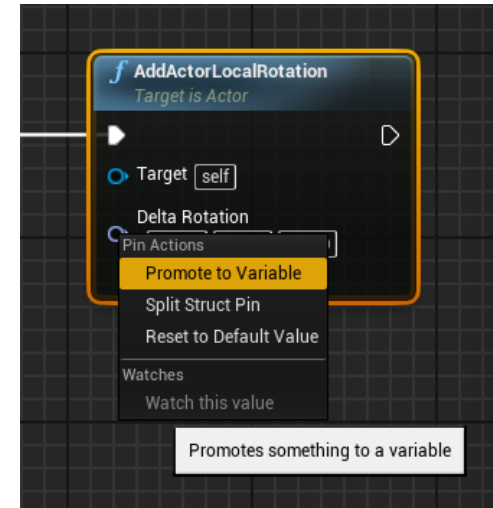 f AddActorLocalRotation
Target is Actor
Target self
Delta Rotation
Pin Actions
Promote to Variable
Split Struct Pin
Reset to Default Value
Watches
Watch this value
Promotes something to a variable